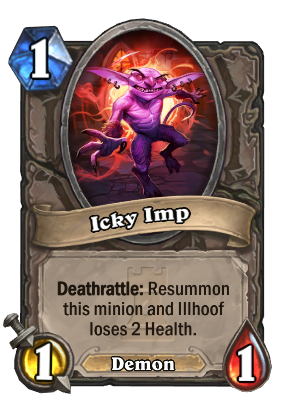 1
Icky Imp
Deathrattle: Resummon
this minion and Illhoof
loses 2 Health.
1
Demon
1